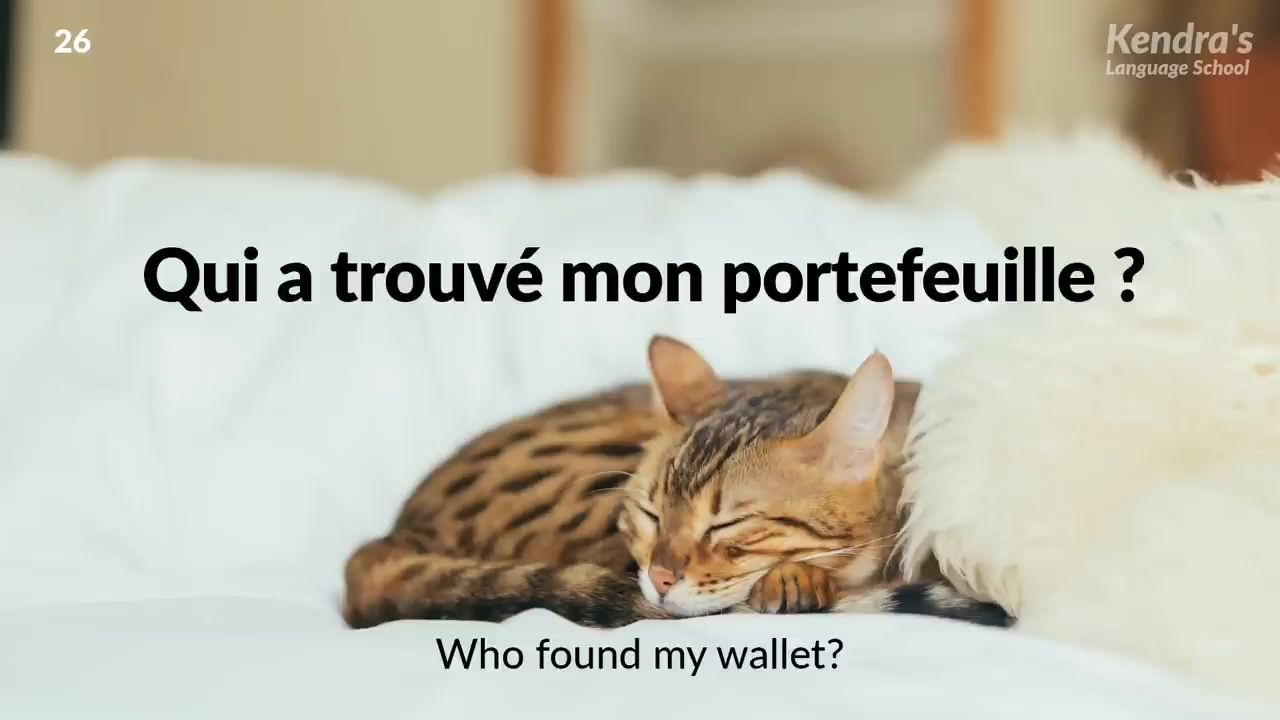 26
Kendra's
Language School
Qui a trouvé mon portefeuille ?
Who found my wallet?